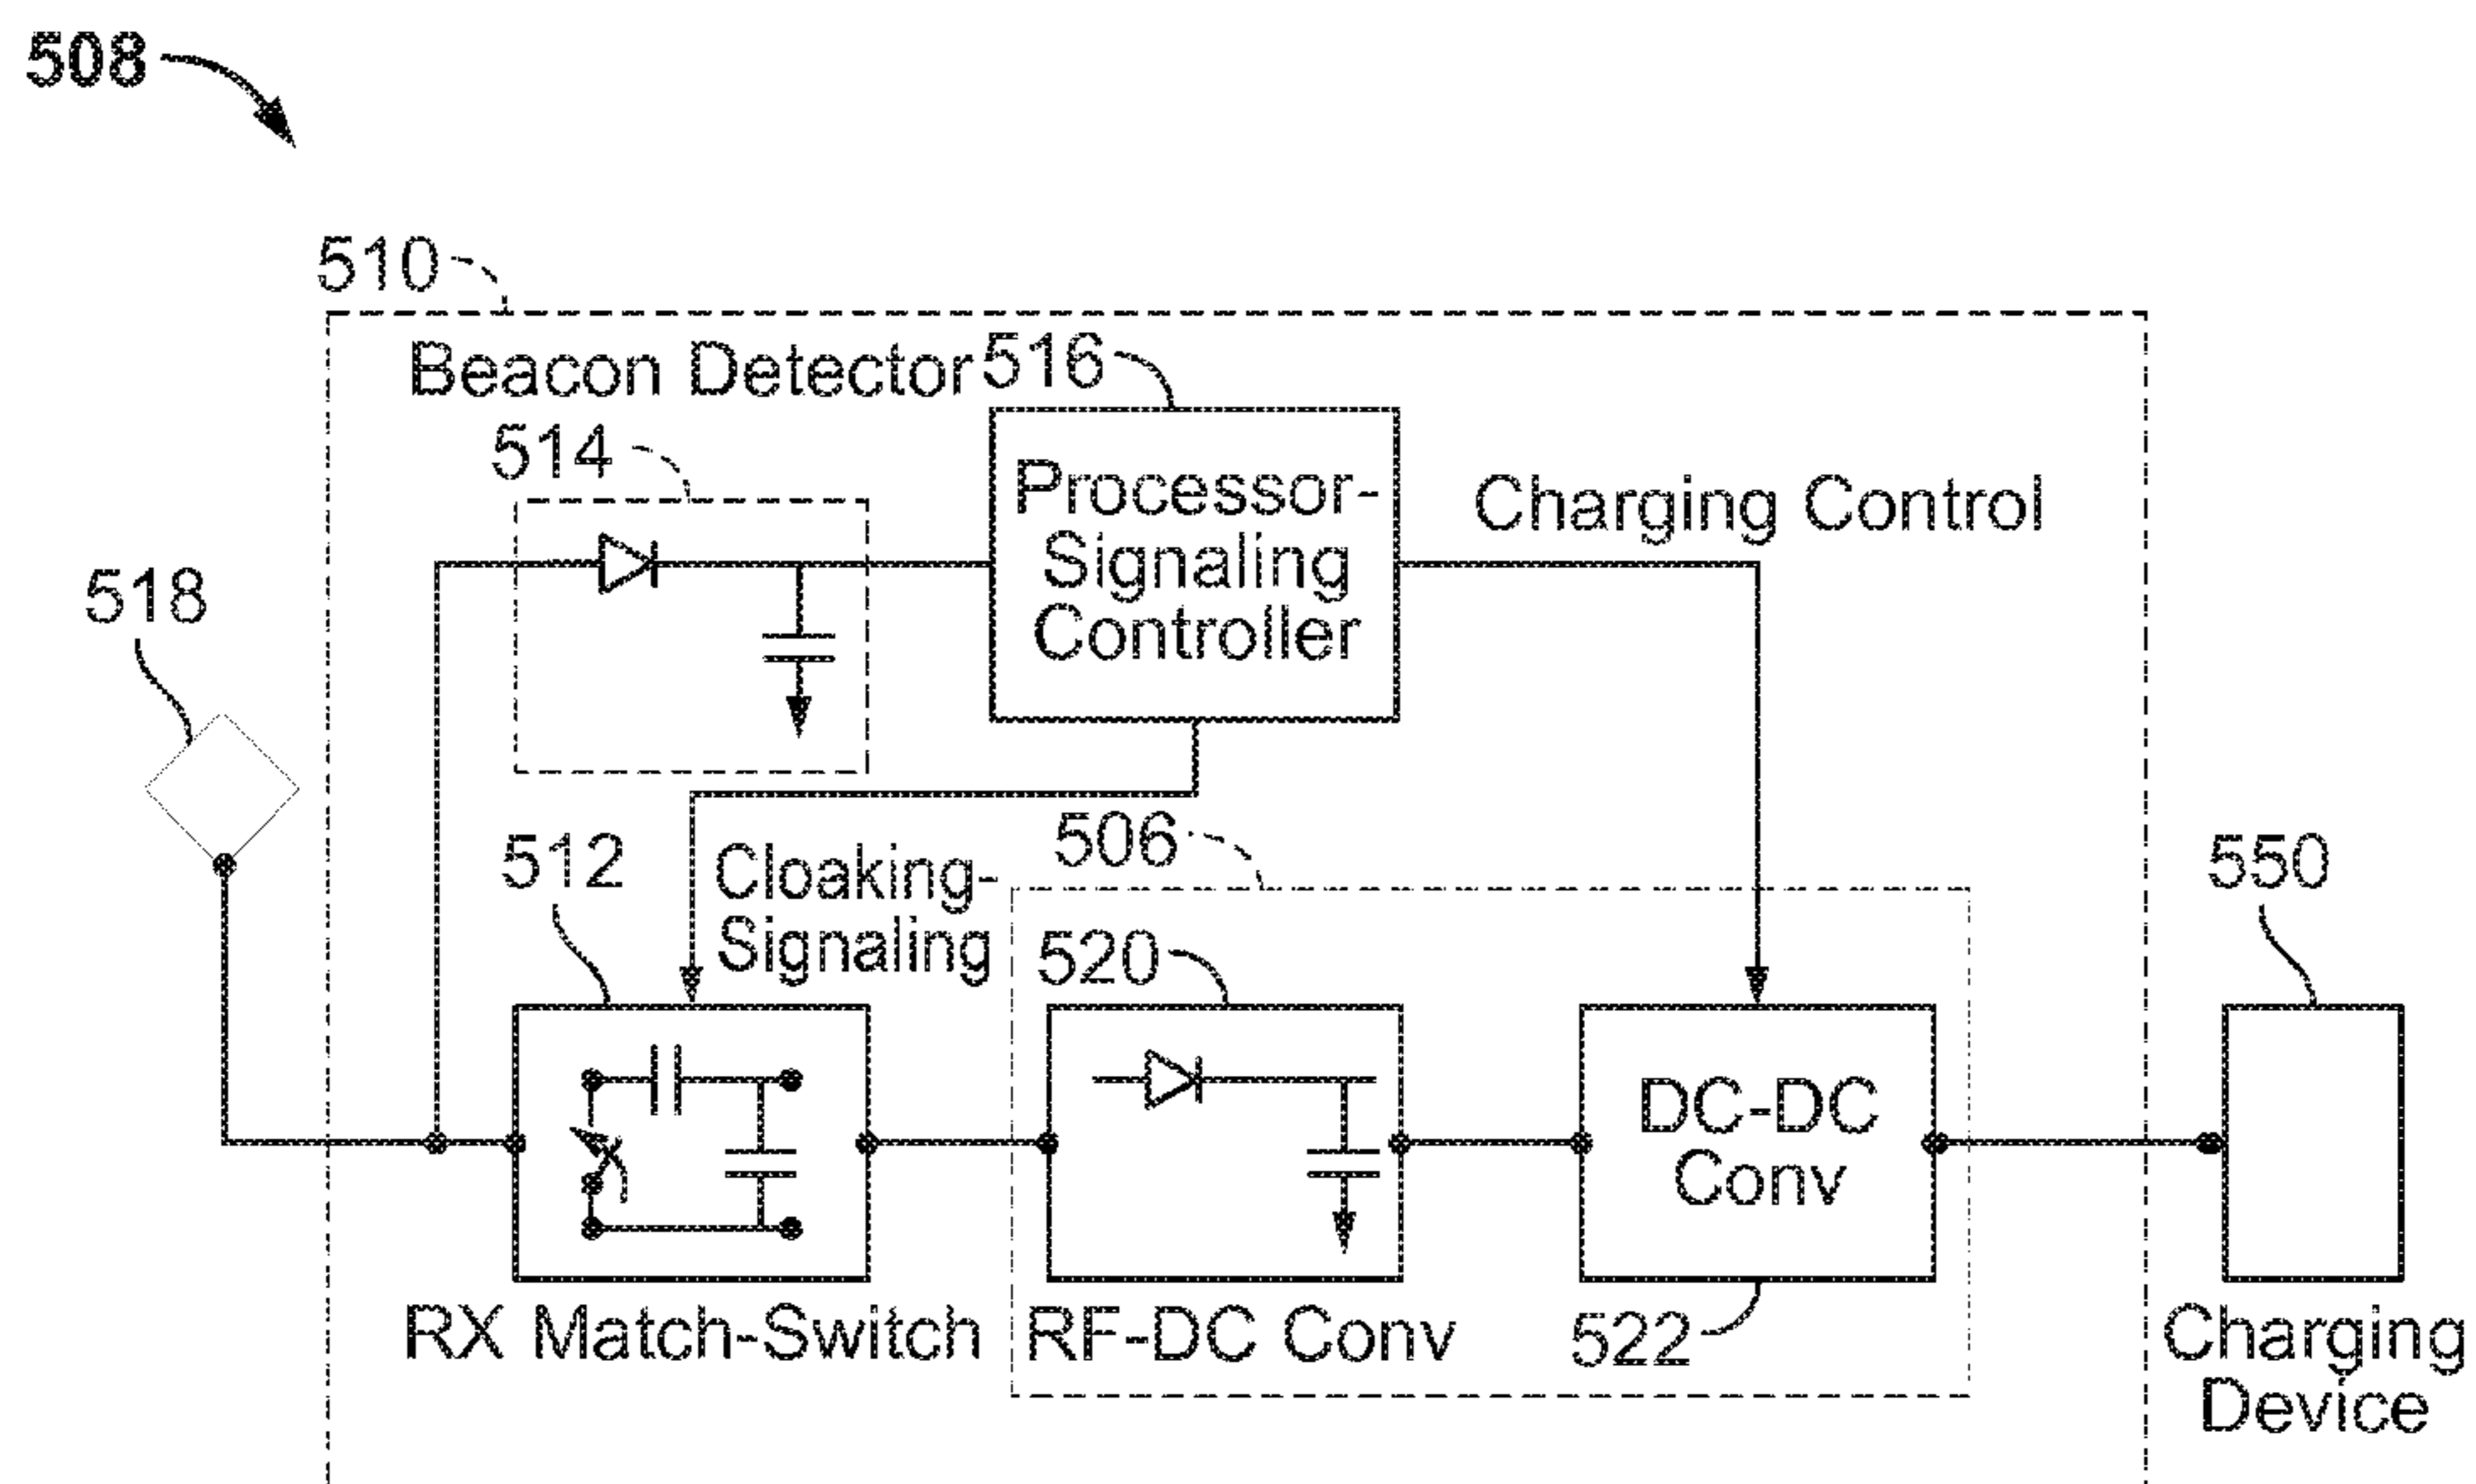 508
510
Beacon Detector
516
514
Processor-
Signaling
Controller
Charging Control
518
512
Cloaking-
Signaling
506
520
550
DC-DC
Conv
RX Match-Switch
RF-DC Conv
522
Charging
Device